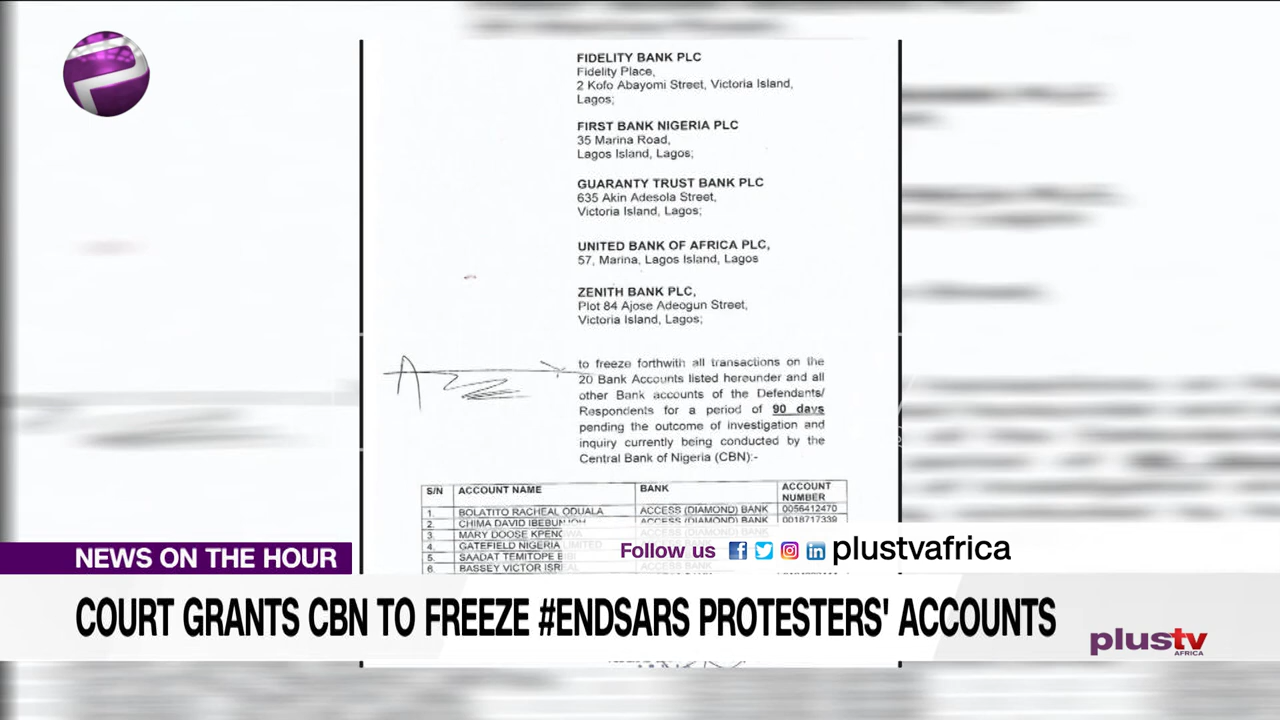 FIDELITY BANK PLC
Fidelity Place,
2 Kofo Abayomi Street, Victoria Island,
Lagos;
FIRST BANK NIGERIA PLC
35 Marina Road,
Lagos Island, Lagos;
GUARANTY TRUST BANK PLC
635 Akin Adesola Street,
Victoria Island, Lagos;
UNITED BANK OF AFRICA PLC,
57, Marina, Lagos Island, Lagos
ZENITH BANK PLC,
Plot 84 Ajose Adeogun Street,
Victoria Island, Lagos;
to freeze forthwith all transactions on the
20 Bank Accounts listed hereunder and all
other Bank accounts of the Defendants/
Respondents for a period of 90 days
pending the outcome of investigation and
inquiry currently being conducted by the
Central Bank of Nigeria (CBN):-
S/N ACCOUNT NAME BANK ACCOUNT NUMBER
1. BOLATITO RACHEAL ODUALA ACCESS (DIAMOND) BANK 0056412470
2. CHIMA DAVID ACCESS (DIAMOND) BANK 0018717339
3. MARY DOOSE
4. GATEFIELD NIGERIA LIMITED
5. SAADAT TEMITOPE
6. BASSEY VICTOR
Follow us plustvafrica
NEWS ON THE HOUR
COURT GRANTS CBN TO FREEZE #ENDSARS PROTESTERS' ACCOUNTS
plustv
AFRICA